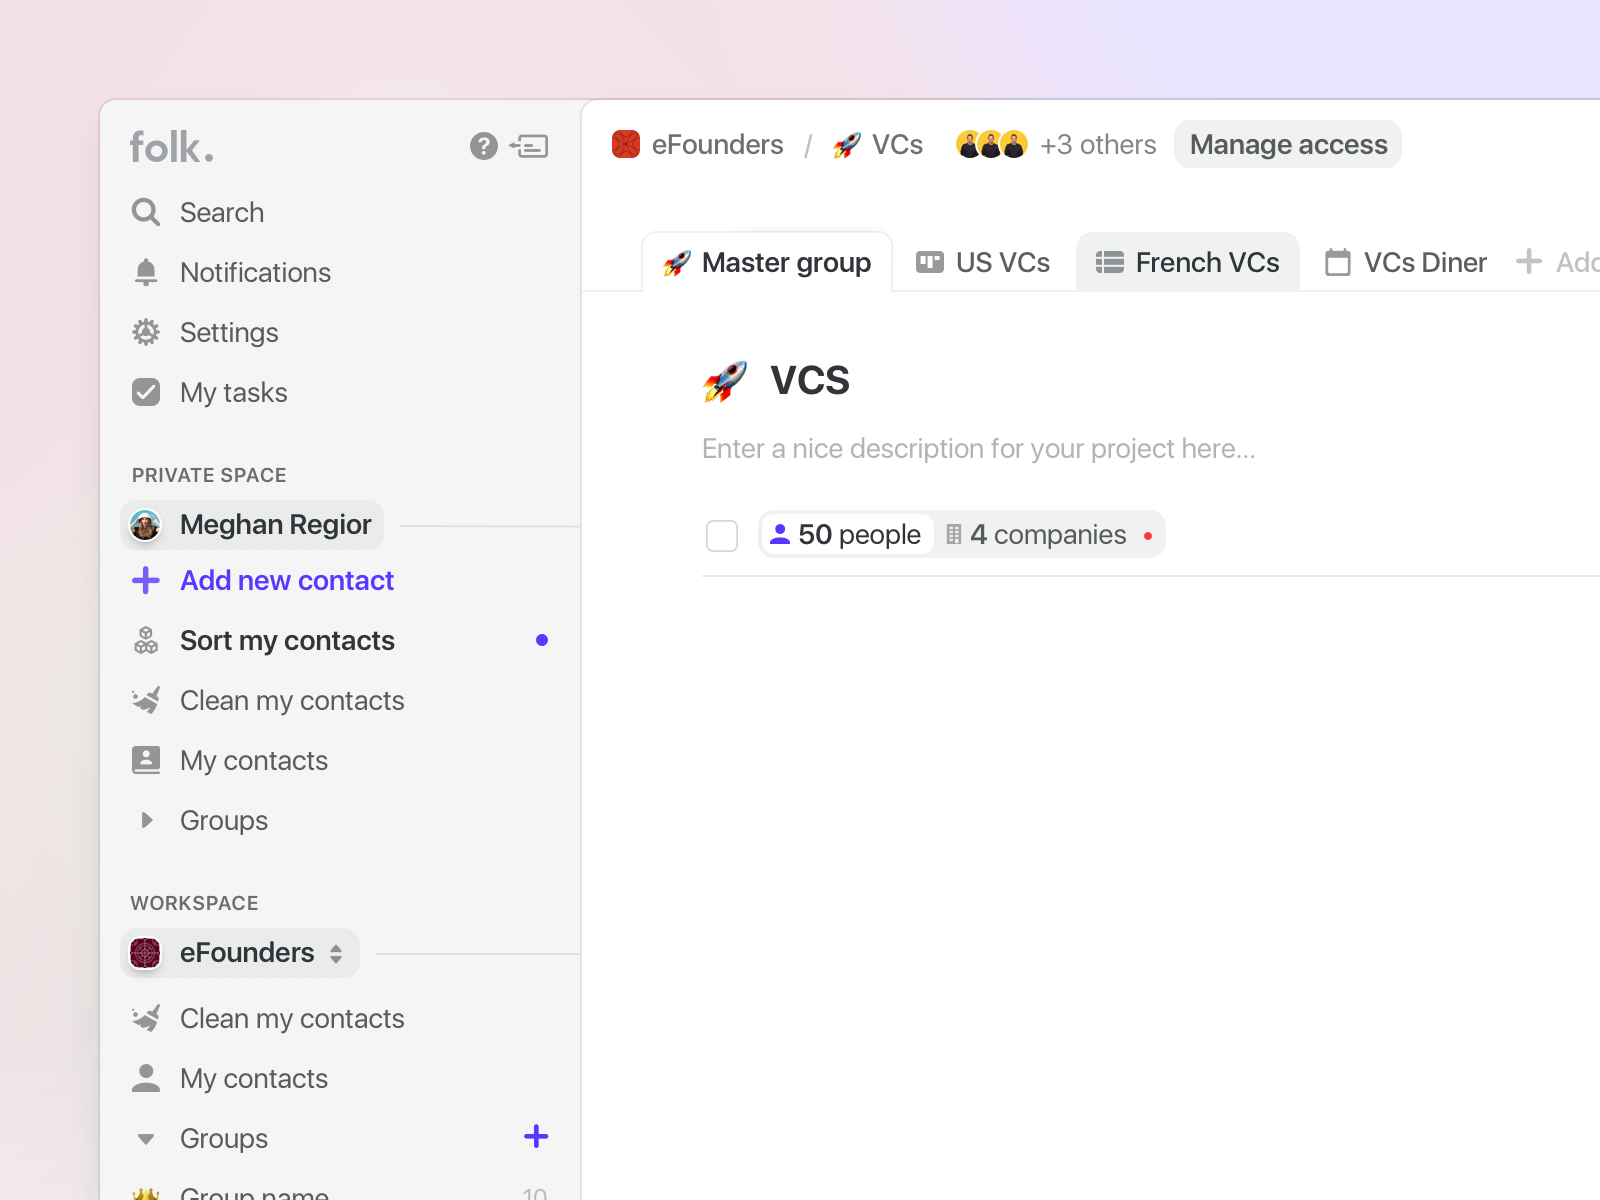 folk.
Search
Notifications
Settings
My tasks
PRIVATE SPACE
Meghan Regior
Add new contact
Sort my contacts
Clean my contacts
My contacts
Groups
WORKSPACE
eFounders
Clean my contacts
My contacts
Groups
Group name 10
eFounders / VCs +3 others Manage access
Master group US VCs French VCs VCs Diner Add
VCS
Enter a nice description for your project here...
50 people 4 companies